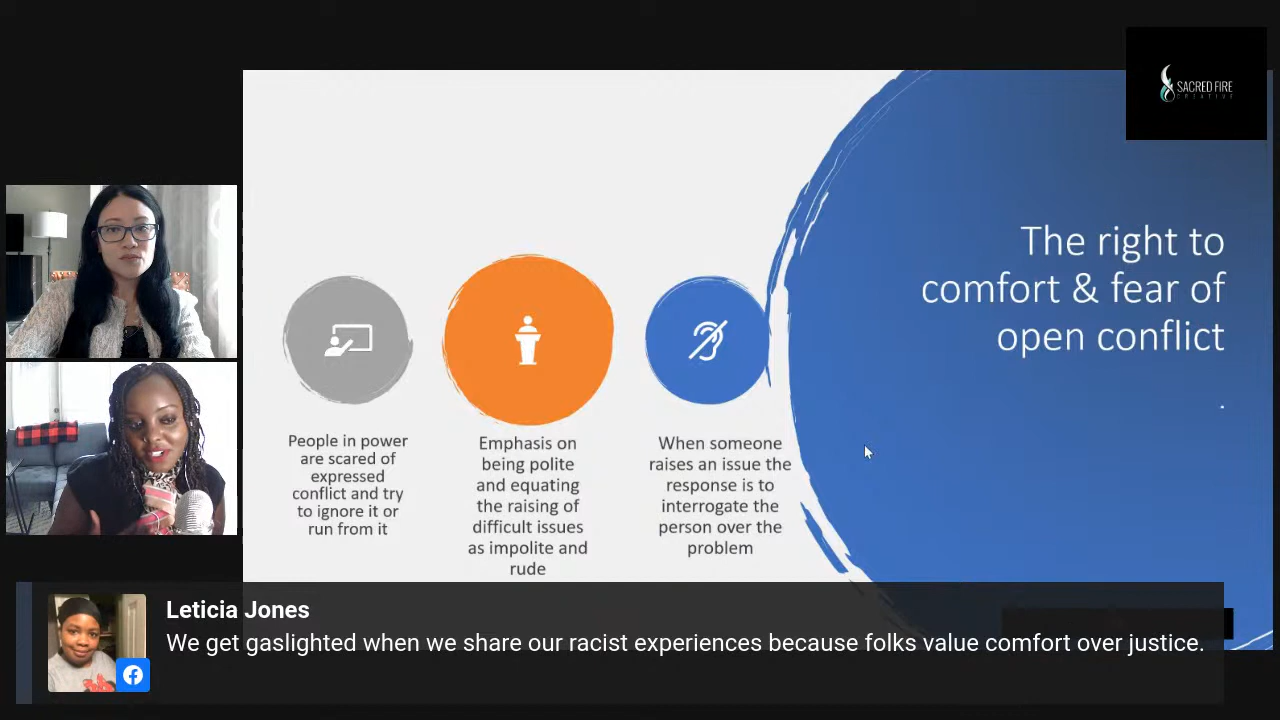 SACRED FIRE
CREATIVE
The right to
comfort & fear of
open conflict
.
People in power
are scared of
expressed
conflict and try
to ignore it or
run from it
Emphasis on
being polite
and equating
the raising of
difficult issues
as impolite and
rude
When someone
raises an issue the
response is to
interrogate the
person over the
problem
Leticia Jones
We get gaslighted when we share our racist experiences because folks value comfort over justice.